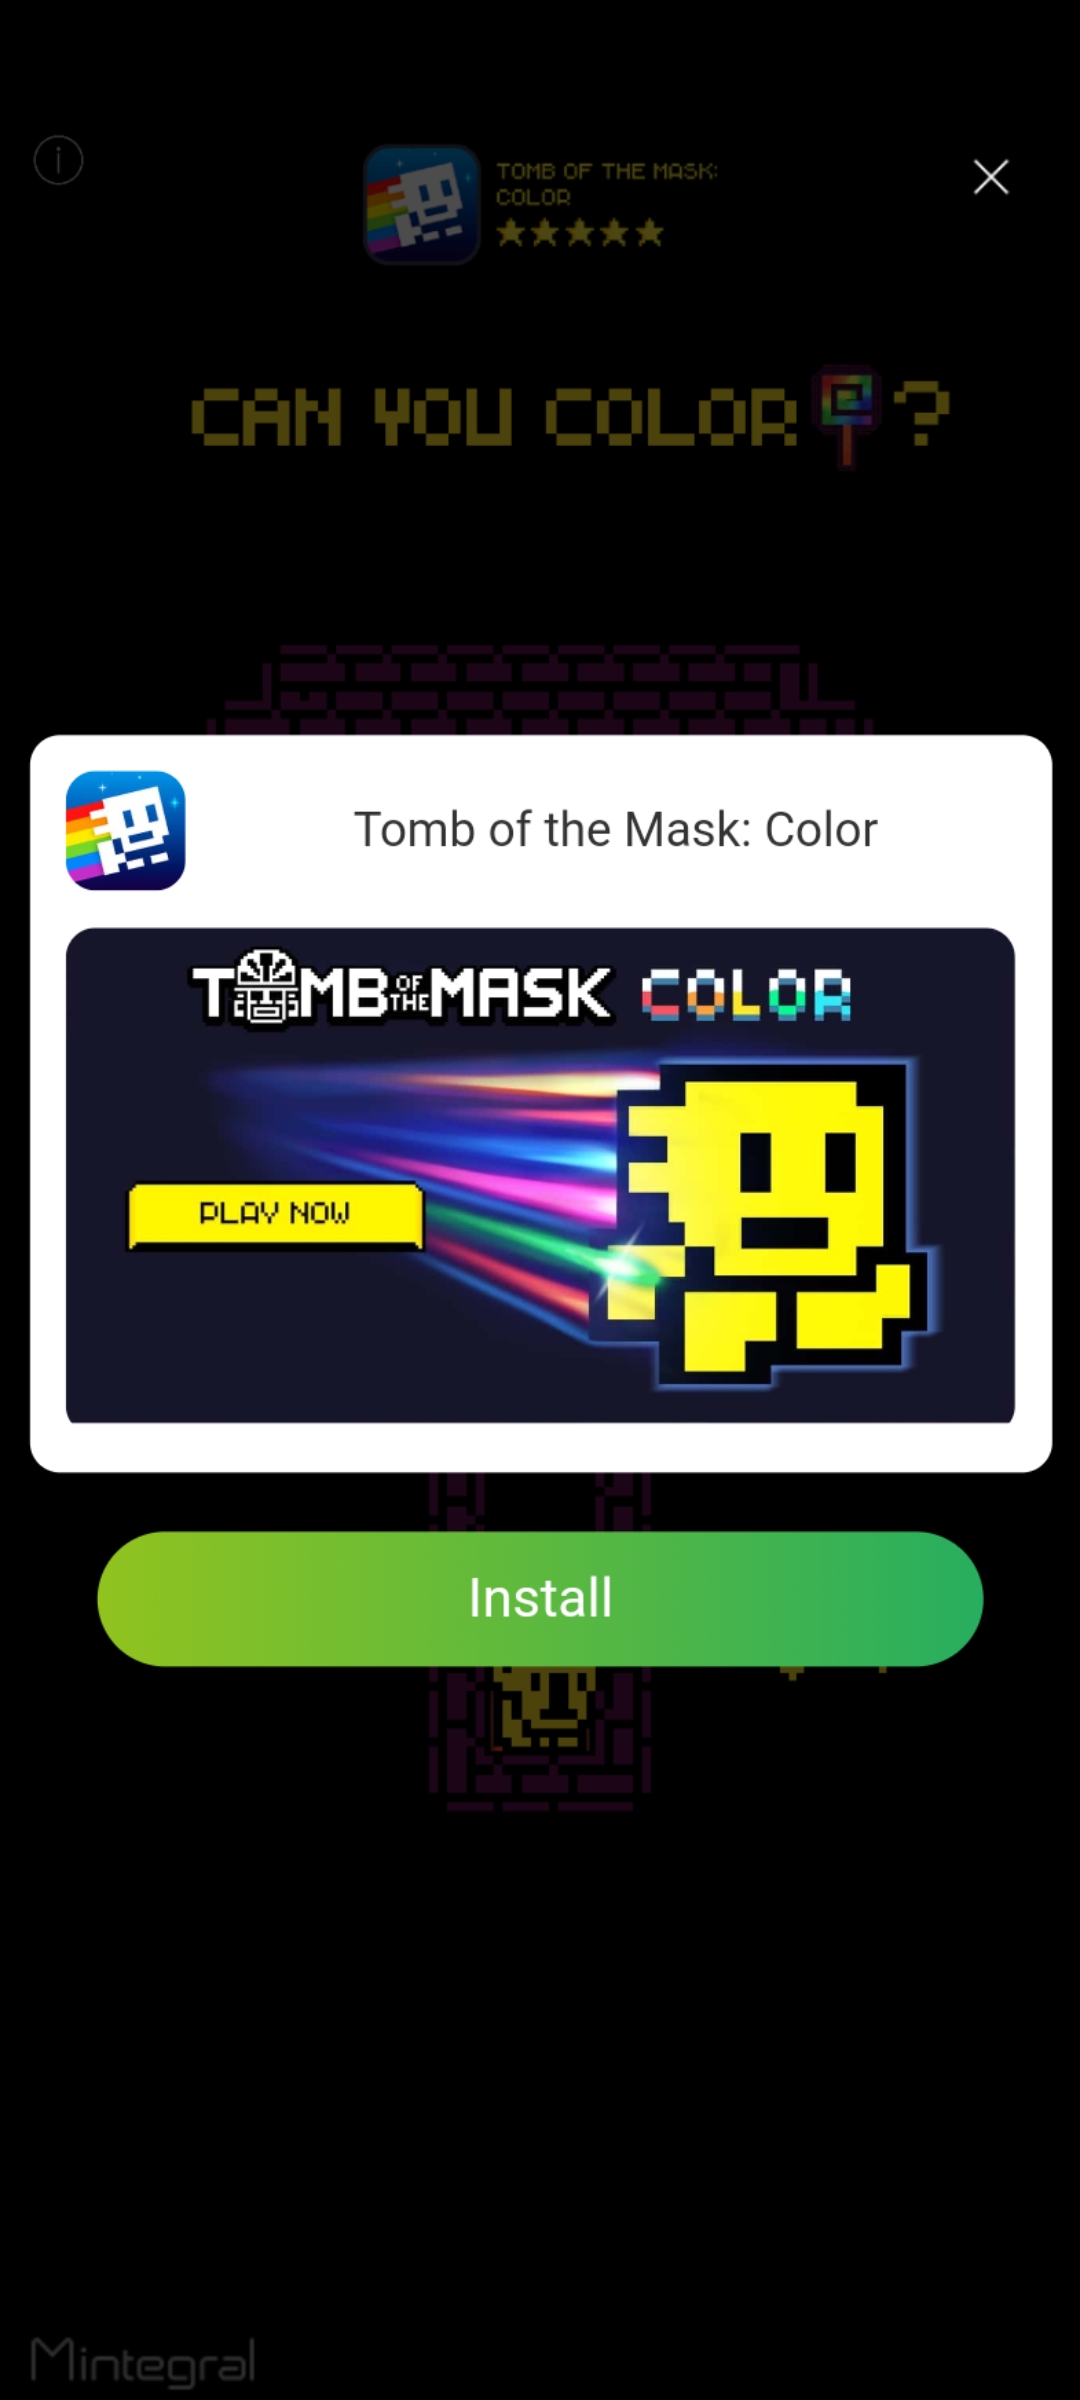 TOMB OF THE MASK:
COLOR
CAN YOU COLOR ?
Tomb of the Mask: Color
TOMB OF THE MASK COLOR
PLAY NOW
Install
Mintegral